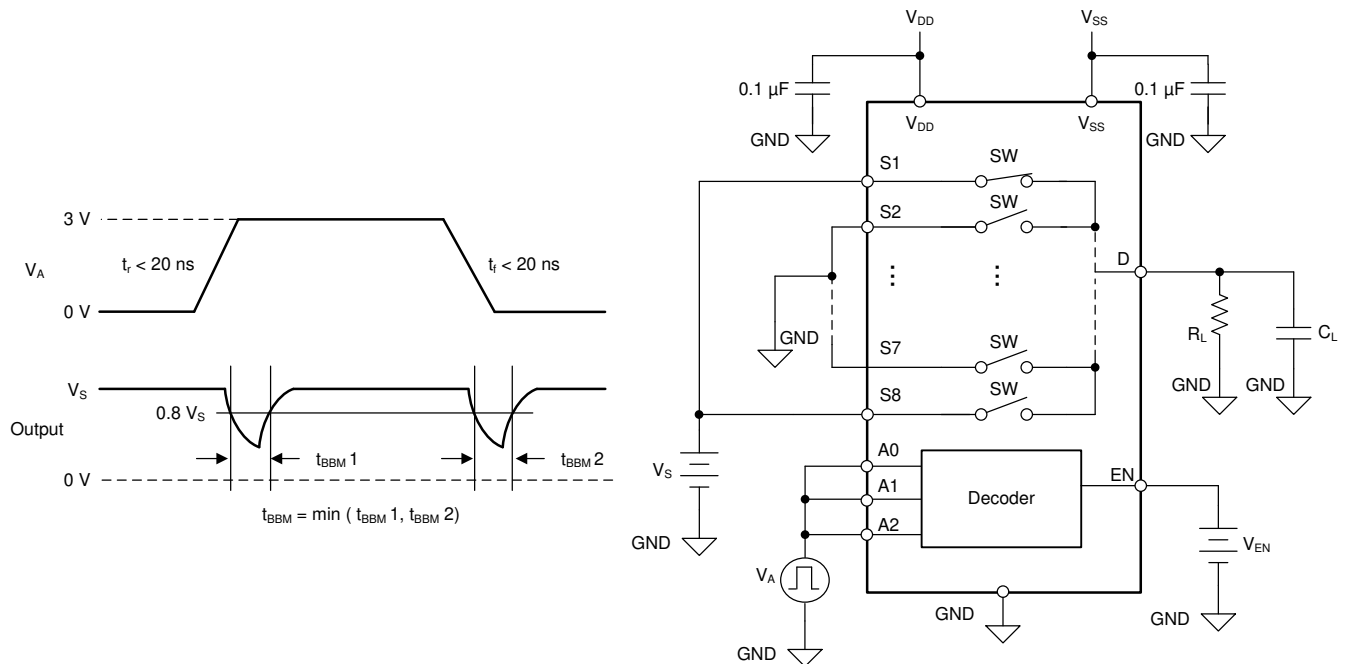 3 V
tr < 20 ns
tf < 20 ns
VA
0 V
VS
0.8 VS
Output
tBBM 1
tBBM 2
0 V
tBBM = min ( tBBM 1, tBBM 2)
VDD
VSS
0.1 µF
0.1 µF
GND
VDD
VSS
GND
S1
SW
S2
SW
D
GND
RL
CL
S7
SW
GND
GND
S8
SW
VS
A0
A1
Decoder
EN
A2
GND
VEN
VA
GND
GND
GND